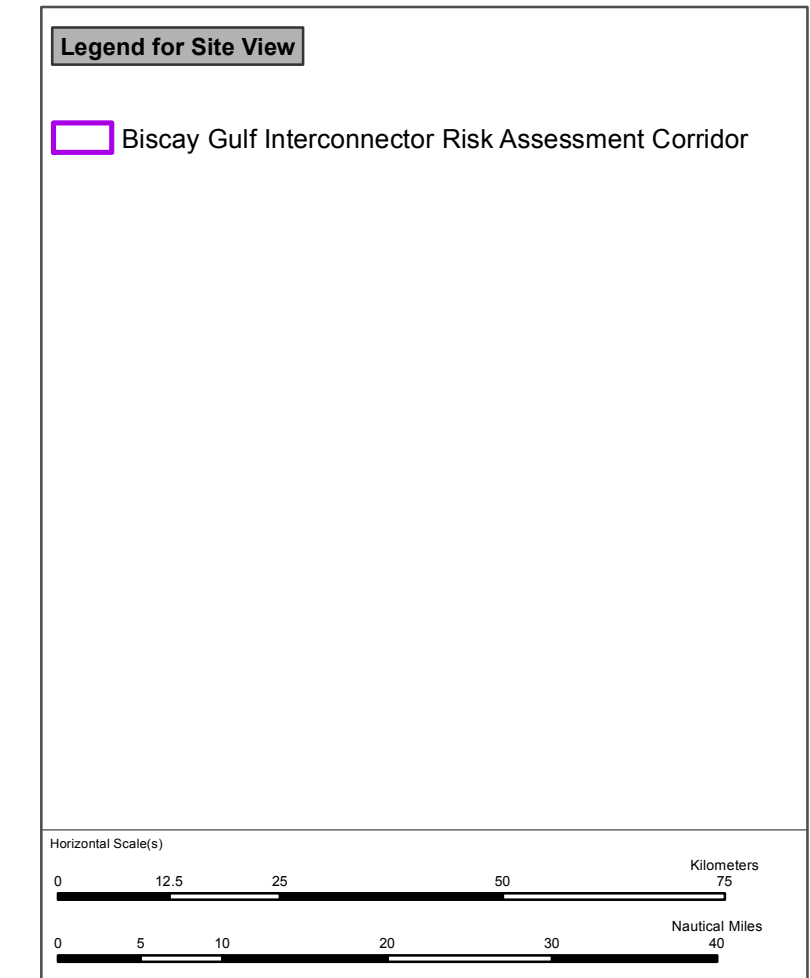 Legend for Site View
Biscay Gulf Interconnector Risk Assessment Corridor
Horizontal Scale(s)
Kilometers
0 12.5 25 50 75
Nautical Miles
0 5 10 20 30 40